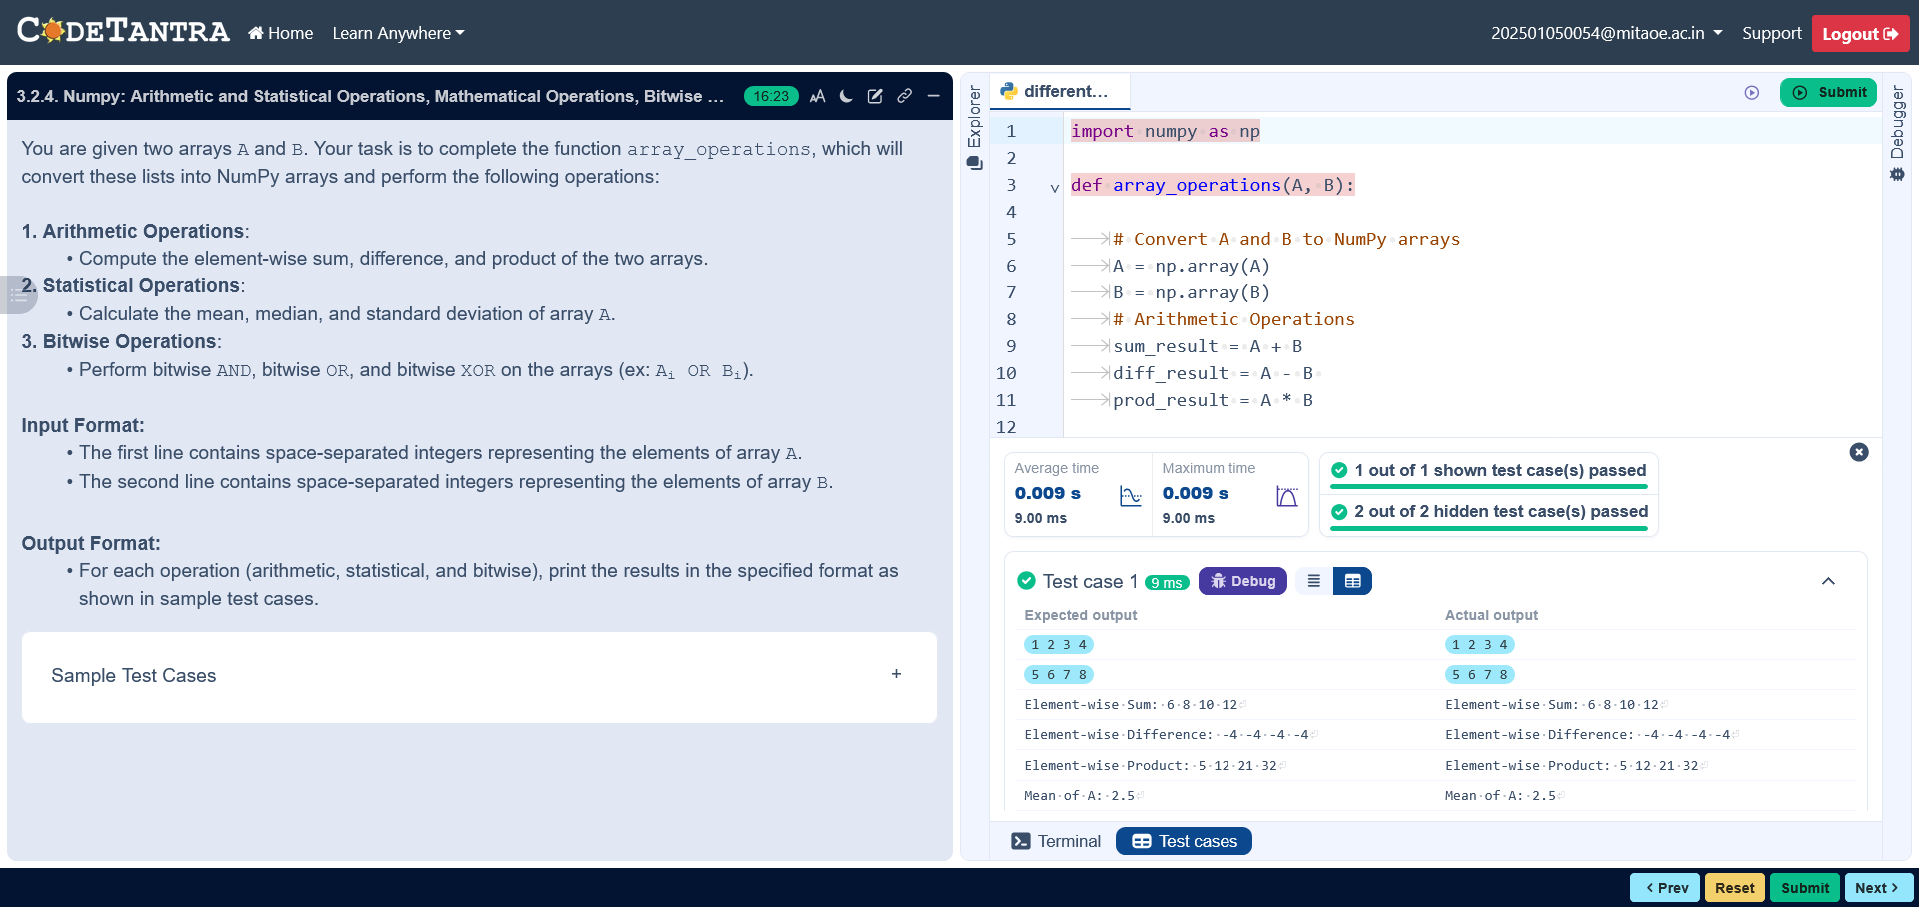 CODETANTRA Home Learn Anywhere 202501050054@mitaoe.ac.in Support Logout
3.2.4. Numpy: Arithmetic and Statistical Operations, Mathematical Operations, Bitwise ... 16:23
You are given two arrays A and B. Your task is to complete the function array_operations, which will
convert these lists into NumPy arrays and perform the following operations:
1. Arithmetic Operations:
• Compute the element-wise sum, difference, and product of the two arrays.
2. Statistical Operations:
• Calculate the mean, median, and standard deviation of array A.
3. Bitwise Operations:
• Perform bitwise AND, bitwise OR, and bitwise XOR on the arrays (ex: Ai OR Bi).
Input Format:
• The first line contains space-separated integers representing the elements of array A.
• The second line contains space-separated integers representing the elements of array B.
Output Format:
• For each operation (arithmetic, statistical, and bitwise), print the results in the specified format as
shown in sample test cases.
Sample Test Cases +
Explorer
different...
Submit
Debugger
1 import numpy as np
2
3 def array_operations(A, B):
4
5 # Convert A and B to NumPy arrays
6 A = np.array(A)
7 B = np.array(B)
8 # Arithmetic Operations
9 sum_result = A + B
10 diff_result = A - B
11 prod_result = A * B
12
Average time Maximum time
0.009 s 0.009 s
9.00 ms 9.00 ms
1 out of 1 shown test case(s) passed
2 out of 2 hidden test case(s) passed
Test case 1 9 ms Debug
Expected output Actual output
1 2 3 4 1 2 3 4
5 6 7 8 5 6 7 8
Element-wise Sum: 6 8 10 12 Element-wise Sum: 6 8 10 12
Element-wise Difference: -4 -4 -4 -4 Element-wise Difference: -4 -4 -4 -4
Element-wise Product: 5 12 21 32 Element-wise Product: 5 12 21 32
Mean of A: 2.5 Mean of A: 2.5
Terminal Test cases
< Prev Reset Submit Next >